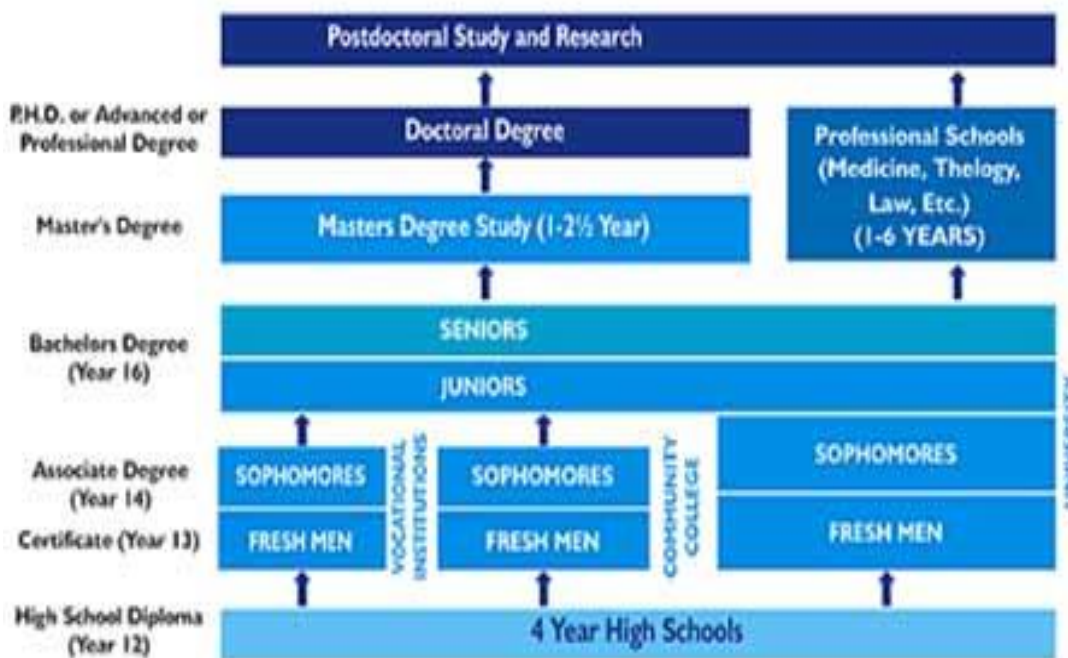 Postdoctoral Study and Research
P.H.D. or Advanced or
Professional Degree
Doctoral Degree
Professional Schools
(Medicine, Thelogy,
Law, Etc.)
(1-6 YEARS)
Master's Degree
Masters Degree Study (1-2½ Year)
Bachelors Degree
(Year 16)
SENIORS
JUNIORS
Associate Degree
(Year 14)
SOPHOMORES
VOCATIONAL
INSTITUTIONS
SOPHOMORES
COMMUNITY
COLLEGE
SOPHOMORES
Certificate (Year 13)
FRESH MEN
FRESH MEN
FRESH MEN
High School Diploma
(Year 12)
4 Year High Schools